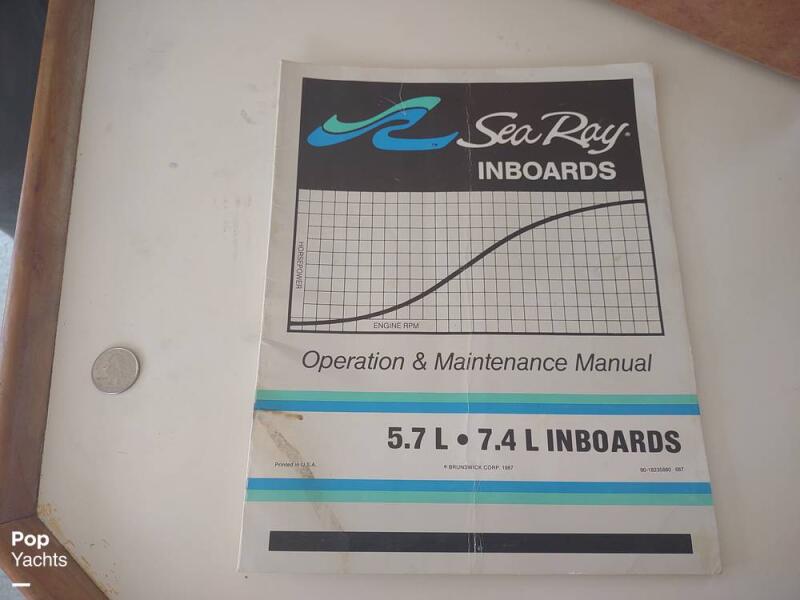 Sea Ray®
INBOARDS
HORSEPOWER
ENGINE RPM
Operation & Maintenance Manual
5.7 L • 7.4 L INBOARDS
Printed in U.S.A.
© BRUNSWICK CORP. 1987
687
Pop
Yachts